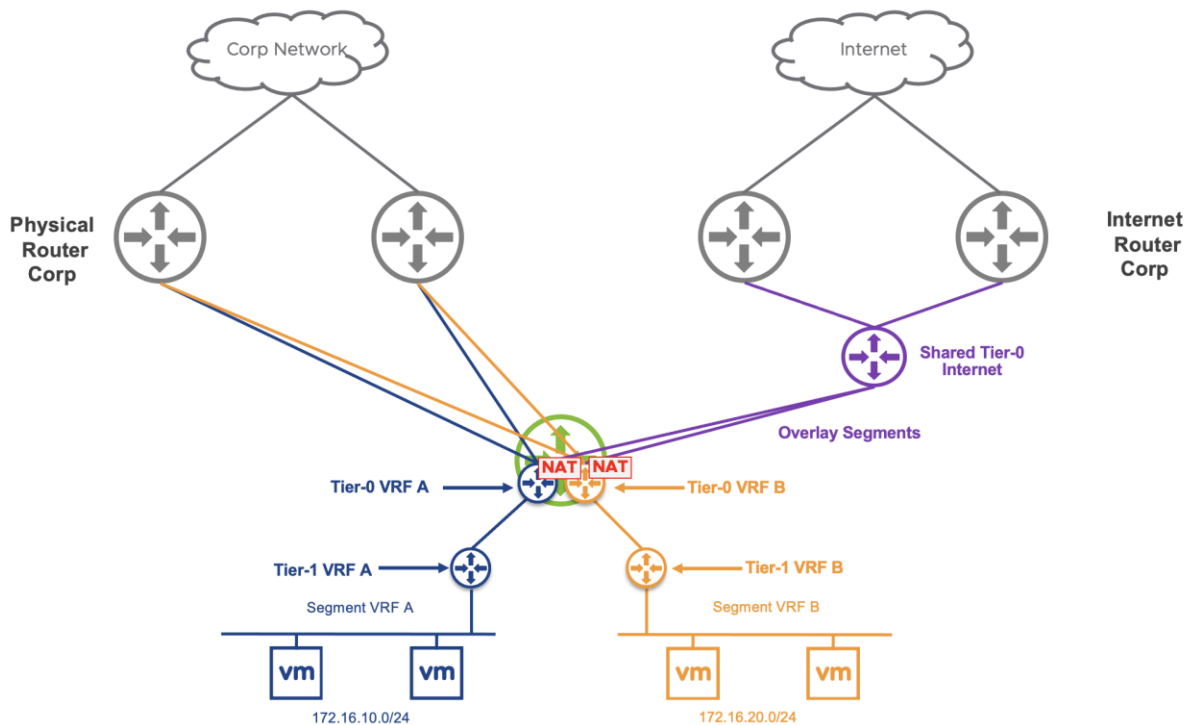 Corp Network
Internet
Physical
Router
Corp
Internet
Router
Corp
Shared Tier-0
Internet
Overlay Segments
NAT
NAT
Tier-0 VRF A
Tier-0 VRF B
Tier-1 VRF A
Tier-1 VRF B
Segment VRF A
Segment VRF B
vm
vm
vm
vm
172.16.10.0/24
172.16.20.0/24